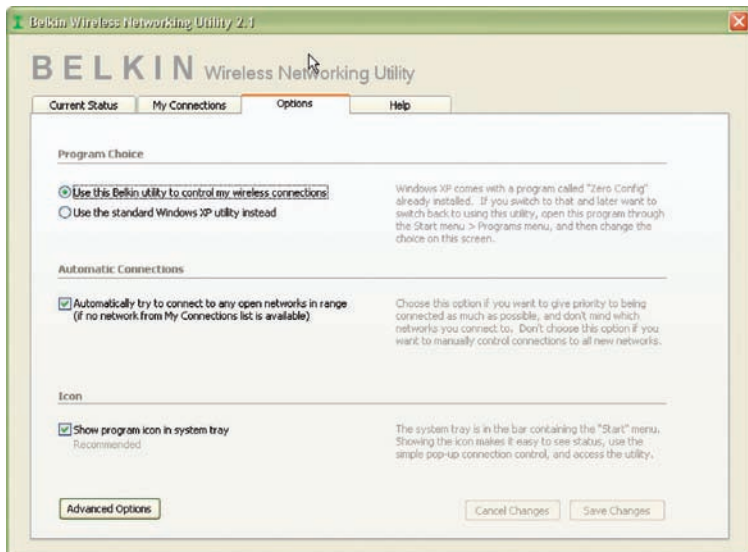 Belkin Wireless Networking Utility 2.1
BELKIN Wireless Networking Utility
Current Status
My Connections
Options
Help
Program Choice
Use this Belkin utility to control my wireless connections
Use the standard Windows XP utility instead
Windows XP comes with a program called "Zero Config"
already installed. If you switch to that and later want to
switch back to using this utility, open this program through
the Start menu > Programs menu, and then change the
choice on this screen.
Automatic Connections
Automatically try to connect to any open networks in range
(if no network from My Connections list is available)
Choose this option if you want to give priority to being
connected as much as possible, and don't mind which
networks you connect to. Don't choose this option if you
want to manually control connections to all new networks.
Icon
Show program icon in system tray
Recommended
The system tray is in the bar containing the "Start" menu.
Showing the icon makes it easy to see status, use the
simple pop-up connection control, and access the utility.
Advanced Options
Cancel Changes
Save Changes